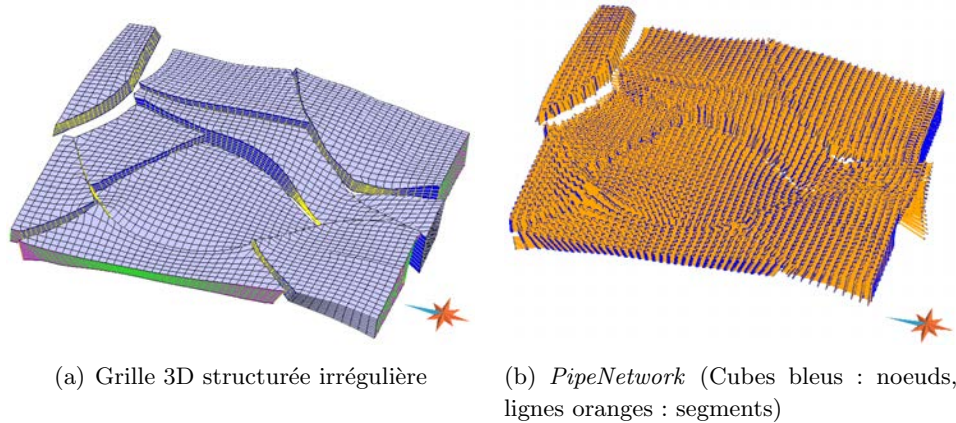 (a) Grille 3D structurée irrégulière
(b) PipeNetwork (Cubes bleus : noeuds,
lignes oranges : segments)